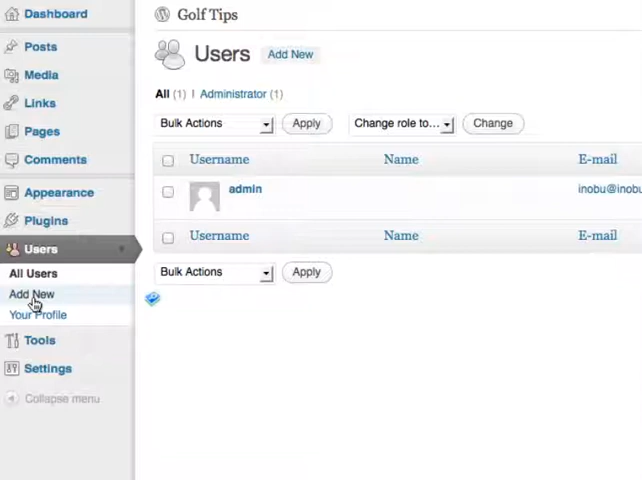 Dashboard
Posts
Media
Links
Pages
Comments
Appearance
Plugins
Users
All Users
Add New
Your Profile
Tools
Settings
Collapse menu
Golf Tips
Users Add New
All (1) | Administrator (1)
Bulk Actions Apply Change role to... Change
Username Name E-mail
admin inobu@inobu
Username Name E-mail
Bulk Actions Apply